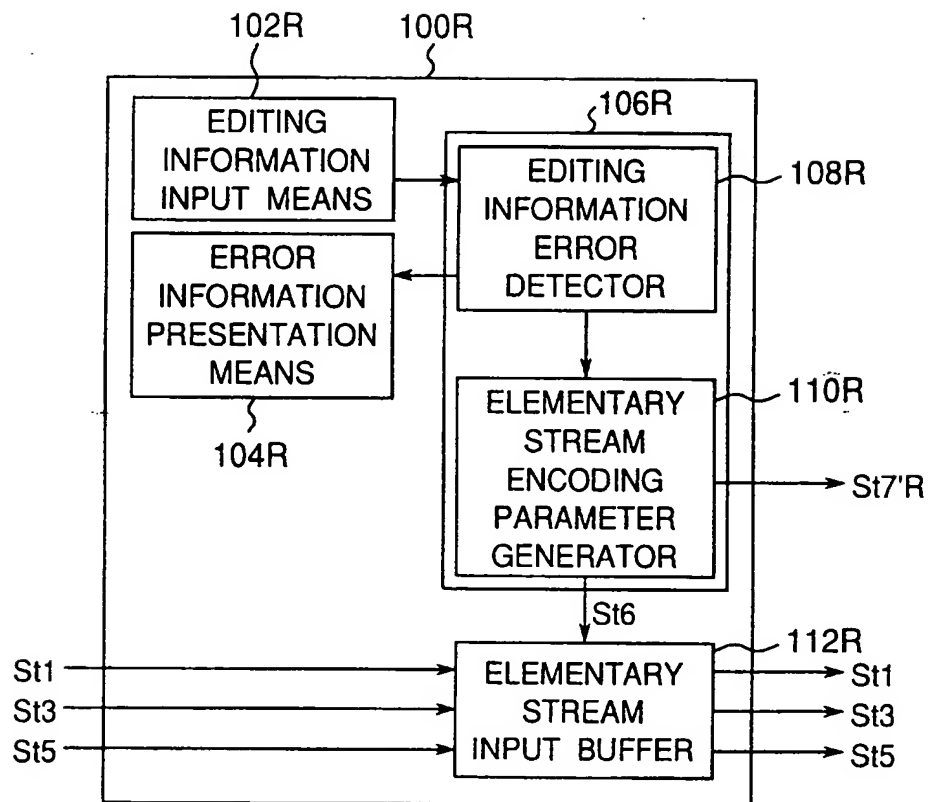 102R
100R
EDITING
INFORMATION
INPUT MEANS
106R
EDITING
INFORMATION
ERROR
DETECTOR
108R
ERROR
INFORMATION
PRESENTATION
MEANS
104R
ELEMENTARY
STREAM
ENCODING
PARAMETER
GENERATOR
110R
St7'R
St6
112R
St1
St3
St5
ELEMENTARY
STREAM
INPUT BUFFER
St1
St3
St5